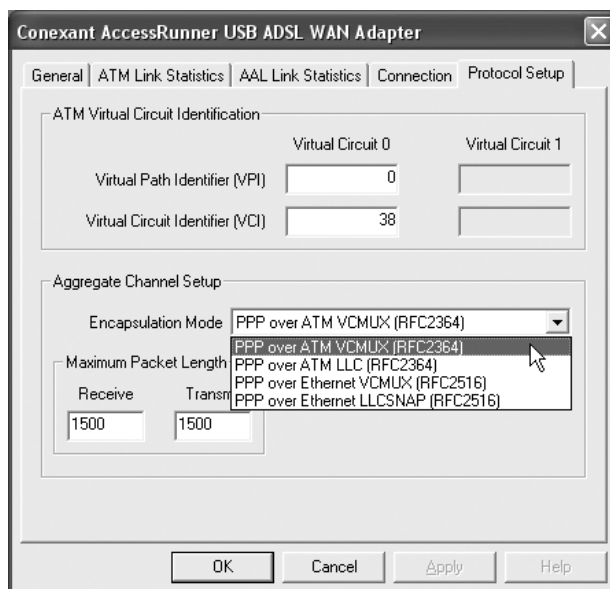 Conexant AccessRunner USB ADSL WAN Adapter
General ATM Link Statistics AAL Link Statistics Connection Protocol Setup
ATM Virtual Circuit Identification
Virtual Circuit 0 Virtual Circuit 1
Virtual Path Identifier (VPI) 0
Virtual Circuit Identifier (VCI) 38
Aggregate Channel Setup
Encapsulation Mode PPP over ATM VCMUX (RFC2364)
PPP over ATM VCMUX (RFC2364)
Maximum Packet Length PPP over ATM LLC (RFC2364)
PPP over Ethernet VCMUX (RFC2516)
Receive Transm PPP over Ethernet LLCSNAP (RFC2516)
1500 1500
OK Cancel Apply Help